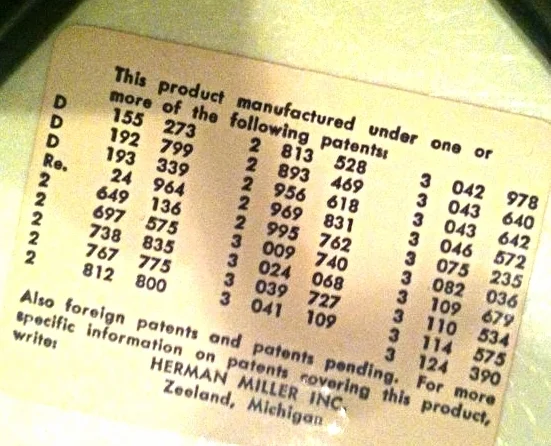 This product manufactured under one or
more of the following patents:
D 155 273 2 813 528 3 042 978
D 192 799 2 893 469 3 043 640
D 193 339 2 956 618 3 043 642
Re. 24 964 2 969 831 3 046 572
2 649 136 2 995 762 3 075 235
2 697 575 3 009 740 3 082 036
2 738 835 3 024 068 3 109 679
2 767 775 3 039 727 3 110 534
2 812 800 3 041 109 3 114 575
3 124 390
Also foreign patents and patents pending. For more
specific information on patents covering this product,
write:
HERMAN MILLER INC.
Zeeland, Michigan